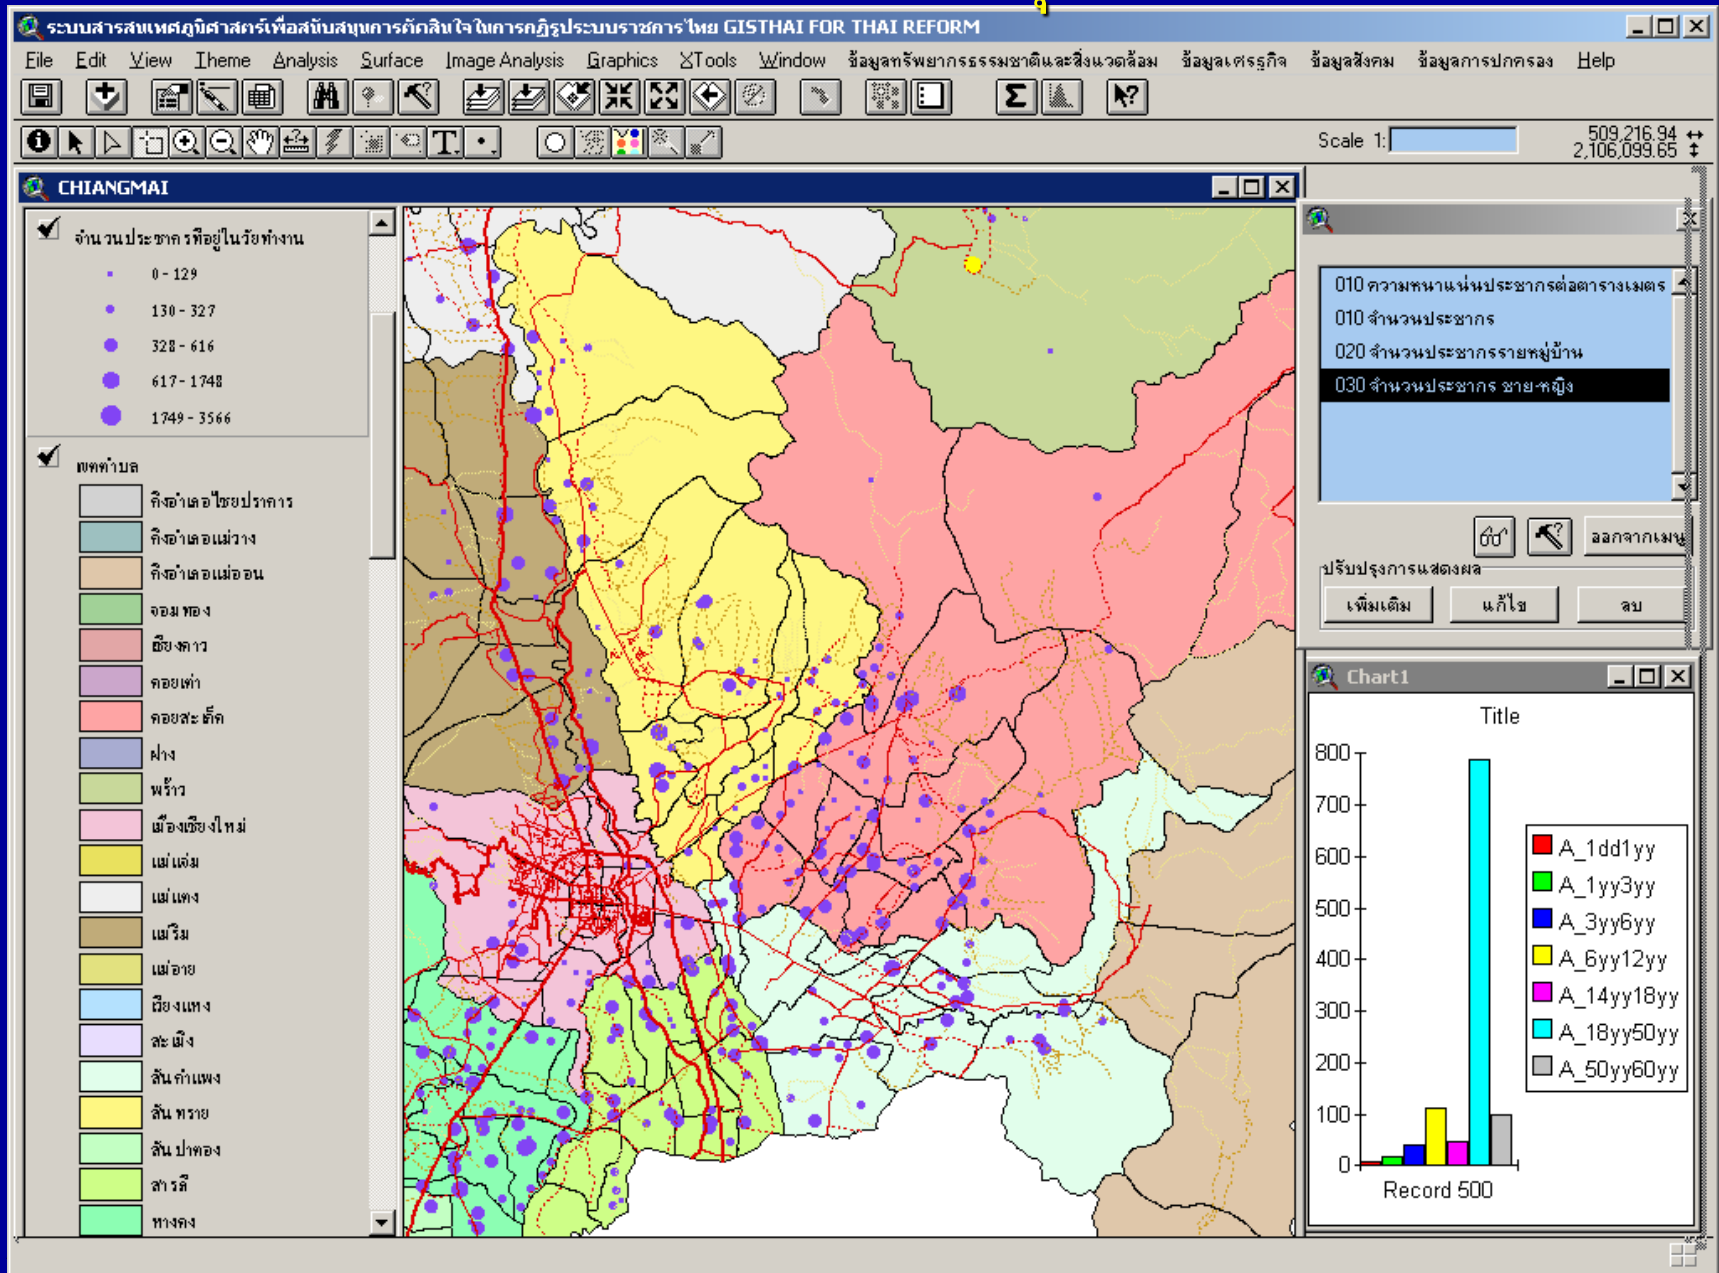 ๆ
ระบบสารสนเทศภูมิศาสตร์เพื่อสนับสนุนการตัดสินใจในการกฏิรูประบบราชการไทย GISTHAI FOR THAI REFORM
File Edit View Theme Analysis Surface Image Analysis Graphics XTools Window ข้อมูลทรัพยากรธรรมชาติและสิ่งแวดล้อม ข้อมูลเศรฐกิจ ข้อมูลสังคม ข้อมูลการปกครอง Help
Scale 1:
509,216.94
2,106,099.65
CHIANGMAI
จำนวนประชากรที่อยู่ในวัยทำงาน
0 - 129
130 - 327
328 - 616
617 - 1748
1749 - 3566
เขตตำบล
กิ่งอำเภอไชยปราการ
กิ่งอำเภอแม่วาง
กิ่งอำเภอแม่ออน
จอมทอง
เชียงดาว
ดอยเต่า
ดอยสะเก็ด
ฝาง
พร้าว
เมืองเชียงใหม่
แม่แจ่ม
แม่แตง
แม่ริม
แม่อาย
เวียงแหง
สะเมิง
สันกำแพง
สันทราย
สันป่าตอง
สารภี
หางดง
010 ความหนาแน่นประชากรต่อตารางเมตร
010 จำนวนประชากร
020 จำนวนประชากรรายหมู่บ้าน
030 จำนวนประชากร ชาย-หญิง
ออกจากเมนู
ปรับปรุงการแสดงผล
เพิ่มเติม แก้ไข ลบ
Chart1
Title
800
700
600
500
400
300
200
100
0
Record 500
A_1dd1yy
A_1yy3yy
A_3yy6yy
A_6yy12yy
A_14yy18yy
A_18yy50yy
A_50yy60yy